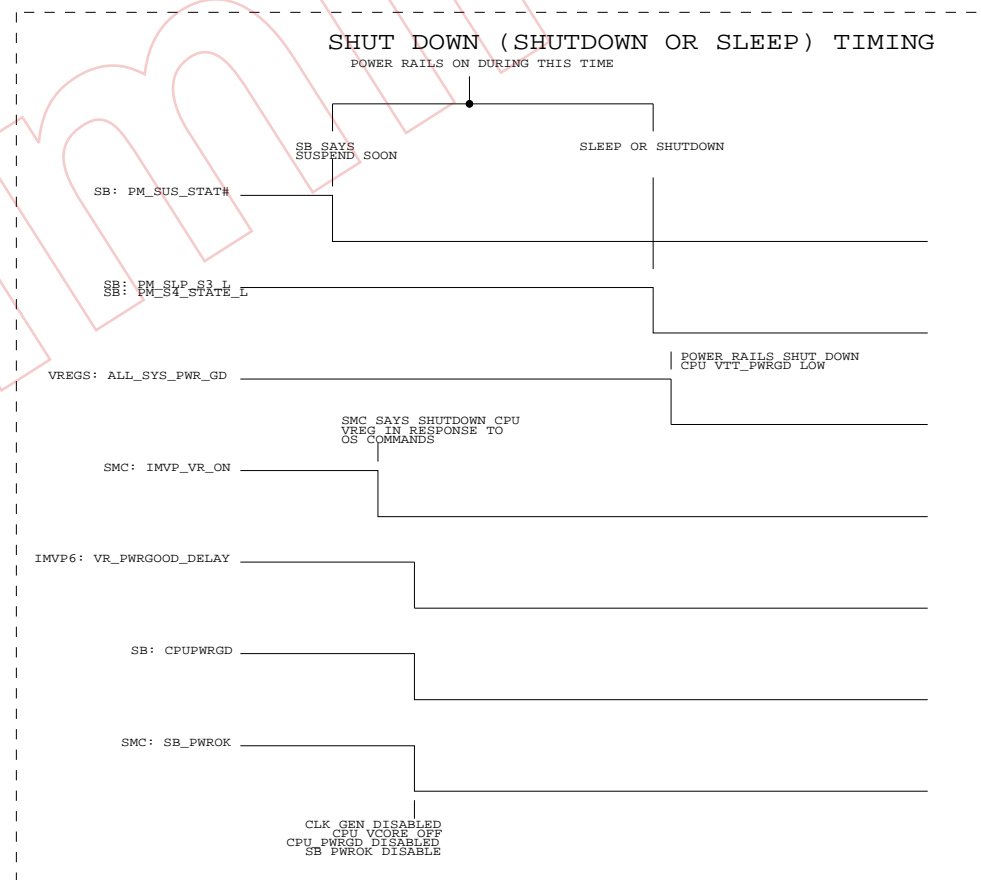 SHUT DOWN (SHUTDOWN OR SLEEP) TIMING
POWER RAILS ON DURING THIS TIME
SB SAYS
SUSPEND SOON
SLEEP OR SHUTDOWN
SB: PM_SUS_STAT#
SB: PM_SLP_S3_L
SB: PM_S4_STATE_L
POWER RAILS SHUT DOWN
CPU VTT_PWRGD LOW
VREGS: ALL_SYS_PWR_GD
SMC SAYS SHUTDOWN CPU
VREG IN RESPONSE TO
OS COMMANDS
SMC: IMVP_VR_ON
IMVP6: VR_PWRGOOD_DELAY
SB: CPUPWRGD
SMC: SB_PWROK
CLK GEN DISABLED
CPU VCORE OFF
CPU PWRGD DISABLED
SB PWROK DISABLE